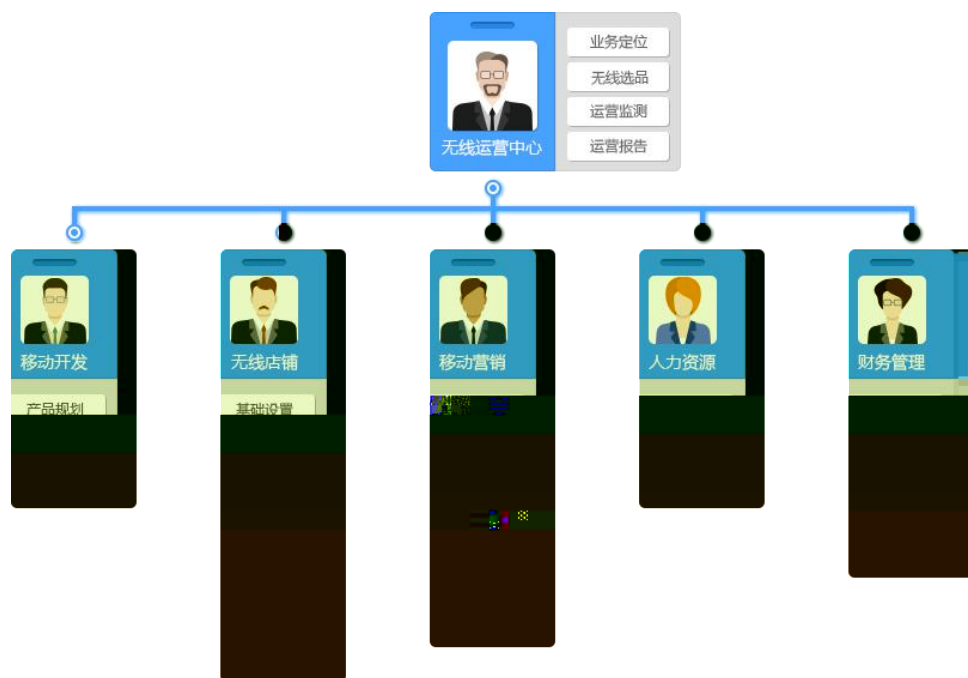 业务定位
无线选品
运营监测
运营报告
无线运营中心
移动开发
无线店铺
移动营销
人力资源
财务管理
产品规划
基础设置